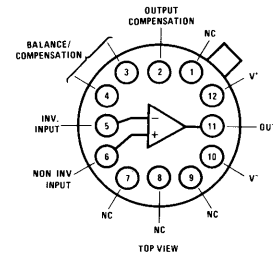 OUTPUT
COMPENSATION
NC
BALANCE/
COMPENSATION
3
2
1
V+
4
12
INV.
INPUT
5
−
11
6
+
10
NON INV
INPUT
7
8
9
V-
NC
NC
NC
TOP VIEW